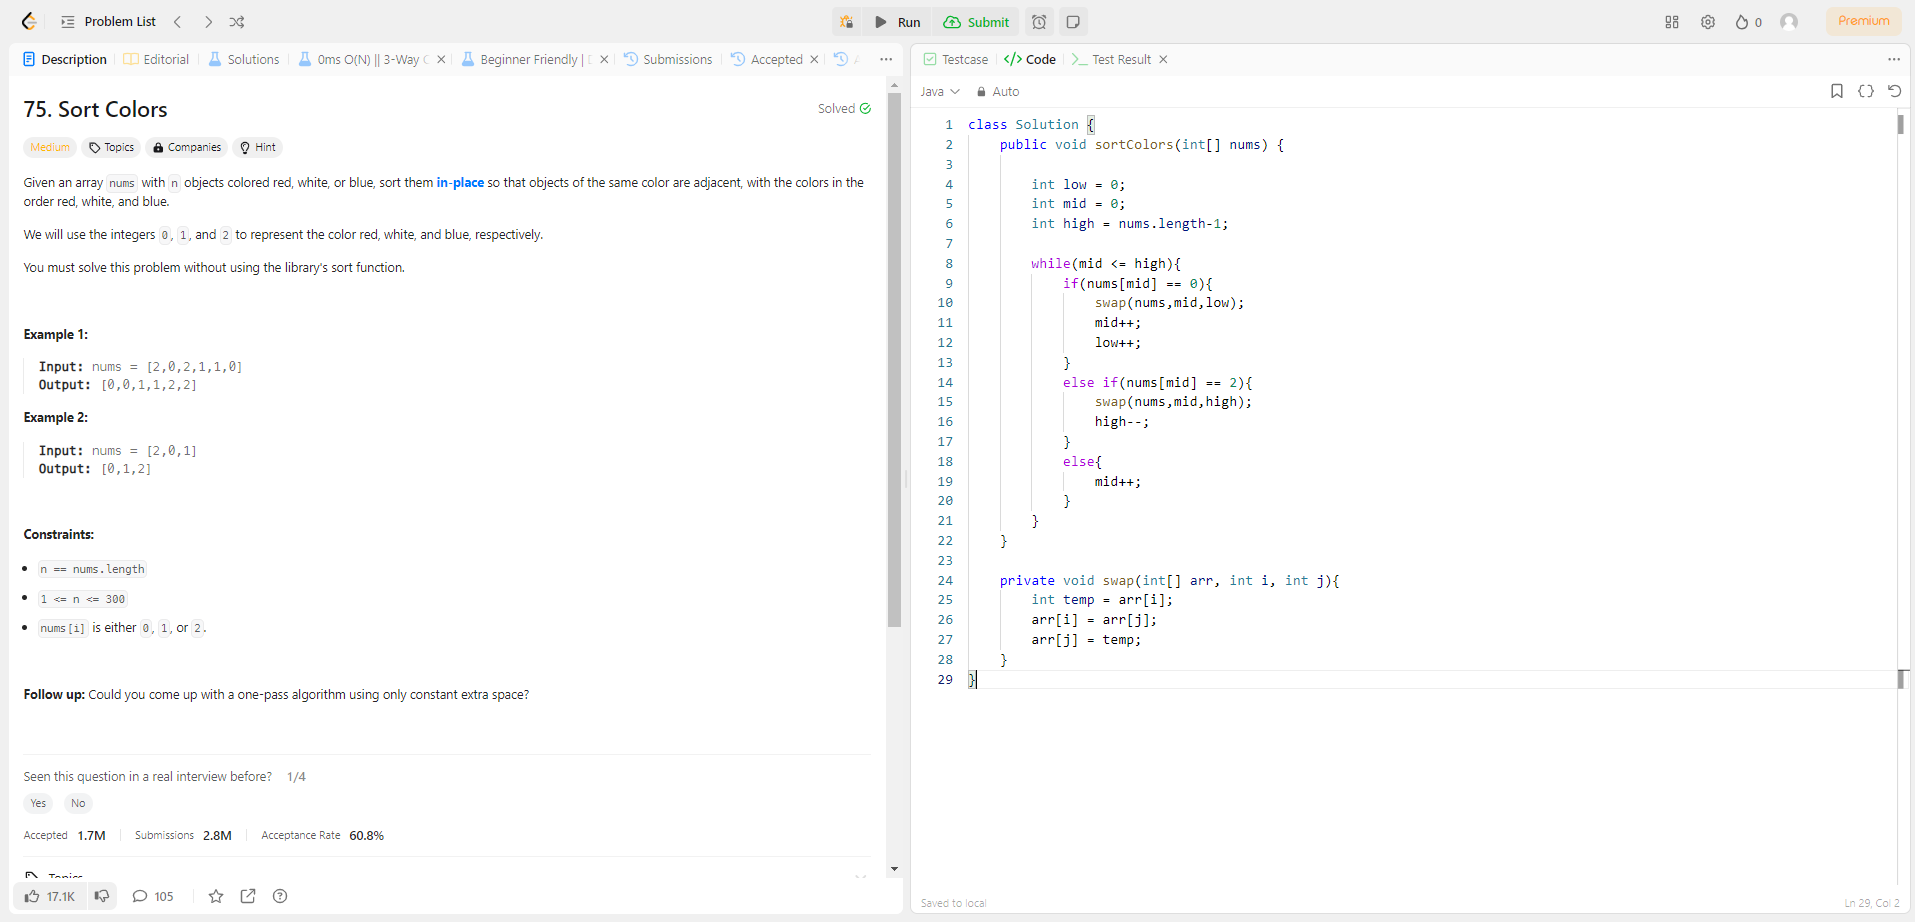 Problem List
Run
Submit
0
Premium
Description
Editorial
Solutions
0ms O(N) || 3-Way
Beginner Friendly |
Submissions
Accepted
75. Sort Colors
Solved
Medium
Topics
Companies
Hint
Given an array nums with n objects colored red, white, or blue, sort them in-place so that objects of the same color are adjacent, with the colors in the
order red, white, and blue.
We will use the integers 0, 1, and 2 to represent the color red, white, and blue, respectively.
You must solve this problem without using the library's sort function.
Example 1:
Input: nums = [2,0,2,1,1,0]
Output: [0,0,1,1,2,2]
Example 2:
Input: nums = [2,0,1]
Output: [0,1,2]
Constraints:
n == nums.length
1 <= n <= 300
nums[i] is either 0, 1, or 2.
Follow up: Could you come up with a one-pass algorithm using only constant extra space?
Seen this question in a real interview before? 1/4
Yes
No
Accepted 1.7M
Submissions 2.8M
Acceptance Rate 60.8%
Topics
17.1K
105
Testcase
Code
Test Result
Java
Auto
1 class Solution {
2 public void sortColors(int[] nums) {
3
4 int low = 0;
5 int mid = 0;
6 int high = nums.length-1;
7
8 while(mid <= high){
9 if(nums[mid] == 0){
10 swap(nums,mid,low);
11 mid++;
12 low++;
13 }
14 else if(nums[mid] == 2){
15 swap(nums,mid,high);
16 high--;
17 }
18 else{
19 mid++;
20 }
21 }
22 }
23
24 private void swap(int[] arr, int i, int j){
25 int temp = arr[i];
26 arr[i] = arr[j];
27 arr[j] = temp;
28 }
29 }
Saved to local
Ln 29, Col 2